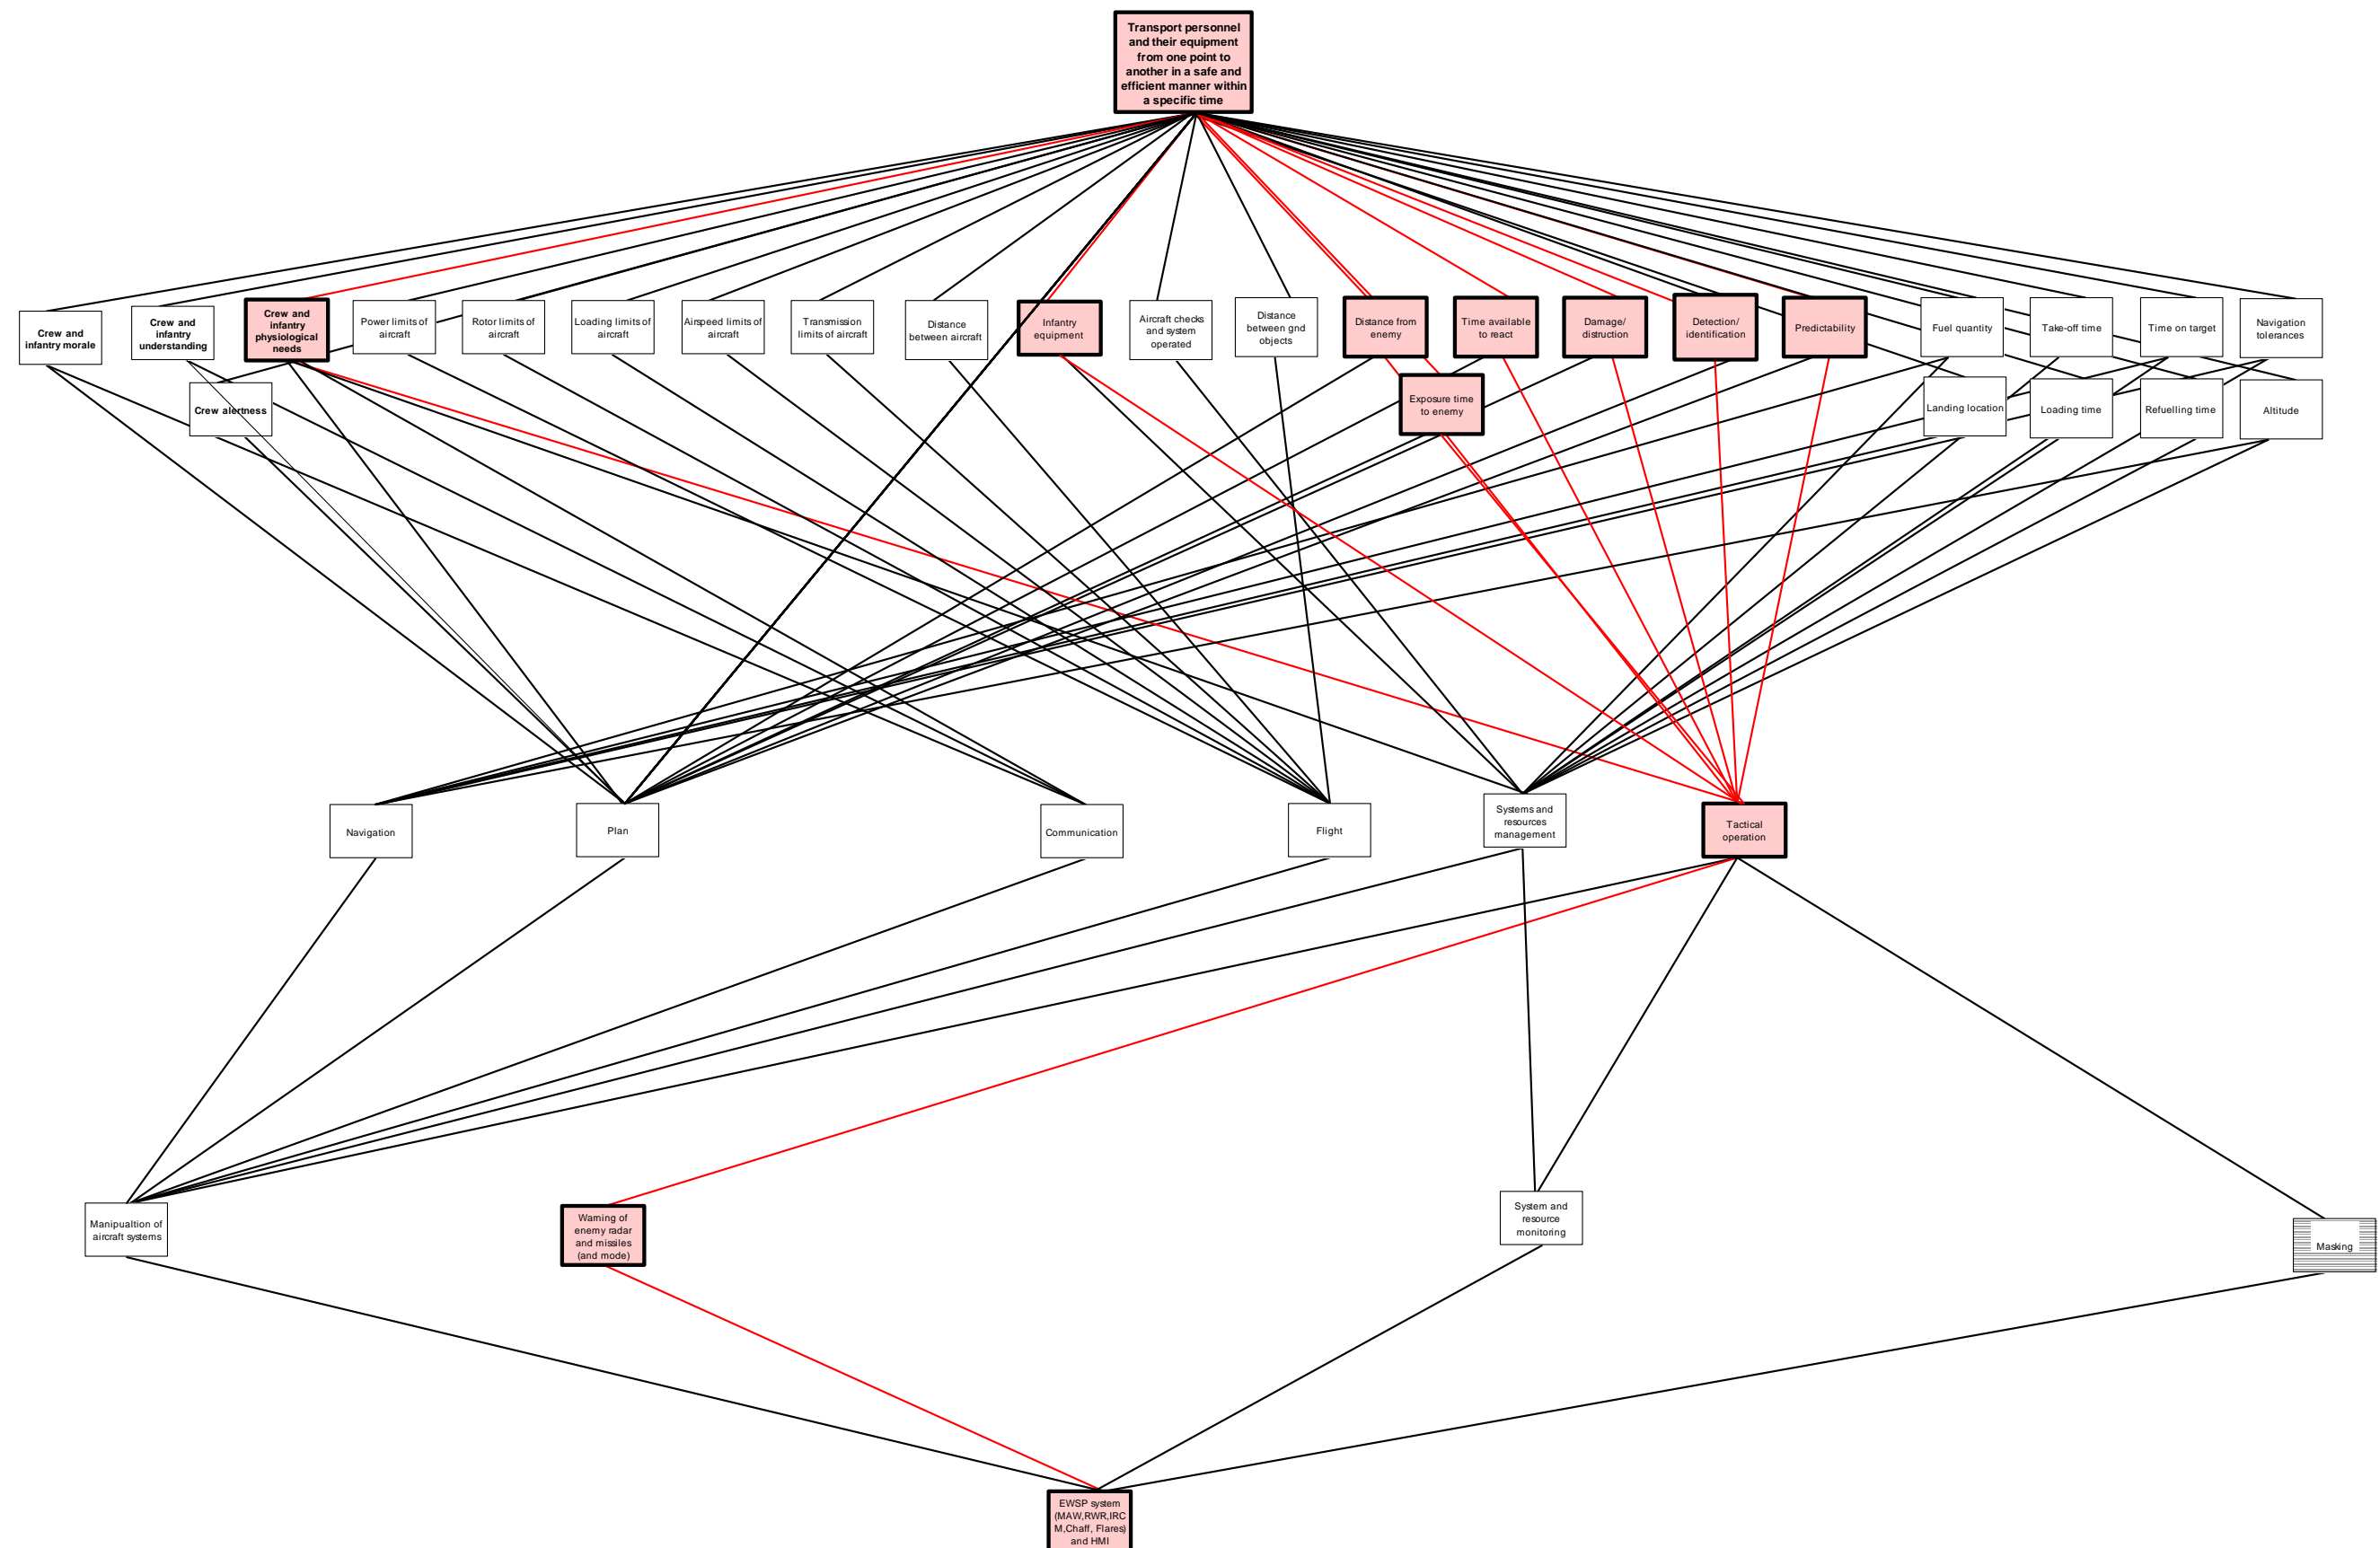 Transport personnel
and their equipment
from one point to
another in a safe and
efficient manner within
a specific time
Crew and
infantry morale
Crew and
infantry
understanding
Crew and
infantry
physiological
needs
Power limits of
aircraft
Rotor limits of
aircraft
Loading limits of
aircraft
Airspeed limits of
aircraft
Transmission
limits of aircraft
Distance
between aircraft
Infantry
equipment
Aircraft checks
and system
operated
Distance
between gnd
objects
Distance from
enemy
Time available
to react
Damage/
distruction
Detection/
identification
Predictability
Fuel quantity
Take-off time
Time on target
Navigation
tolerances
Crew alertness
Exposure time
to enemy
Landing location
Loading time
Refuelling time
Altitude
Navigation
Plan
Communication
Flight
Systems and
resources
management
Tactical
operation
Manipualtion of
aircraft systems
Warning of
enemy radar
and missiles
(and mode)
System and
resource
monitoring
Masking
EWSP system
(MAW,RWR,IRC
M,Chaff, Flares)
and HMI